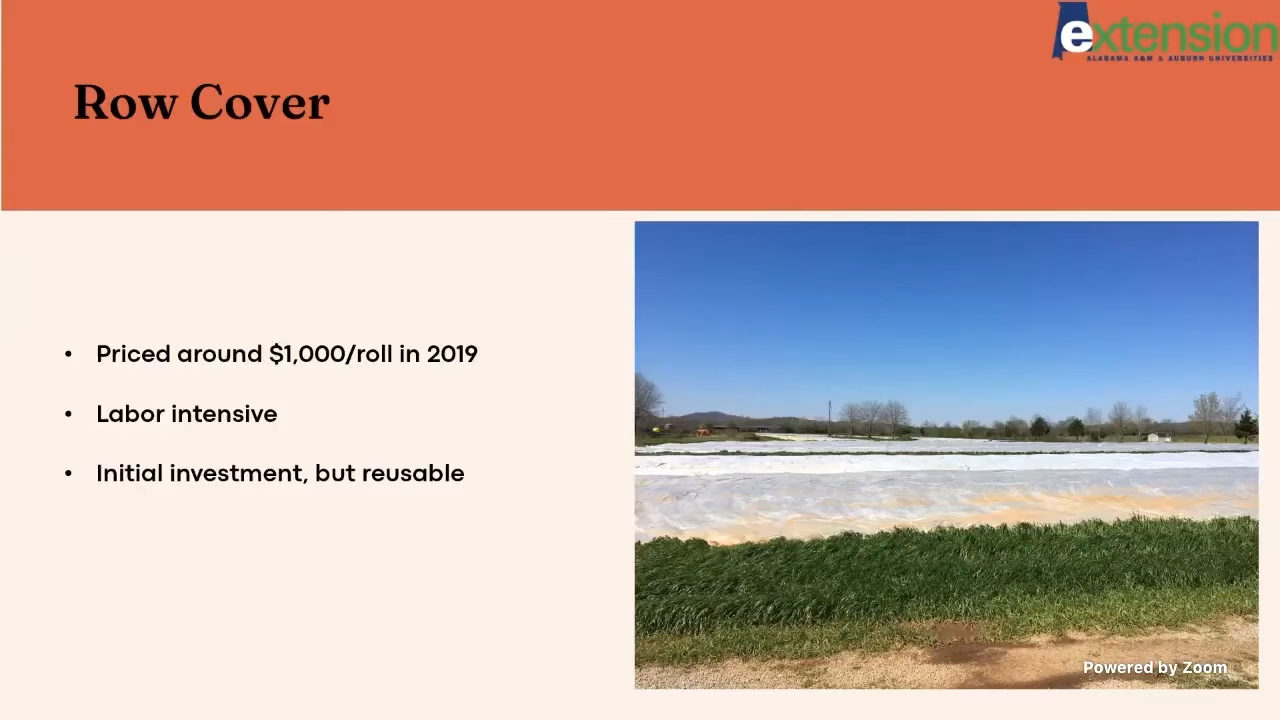 extension
ALABAMA A&M & AUBURN UNIVERSITIES
Row Cover
• Priced around $1,000/roll in 2019
• Labor intensive
• Initial investment, but reusable
Powered by Zoom